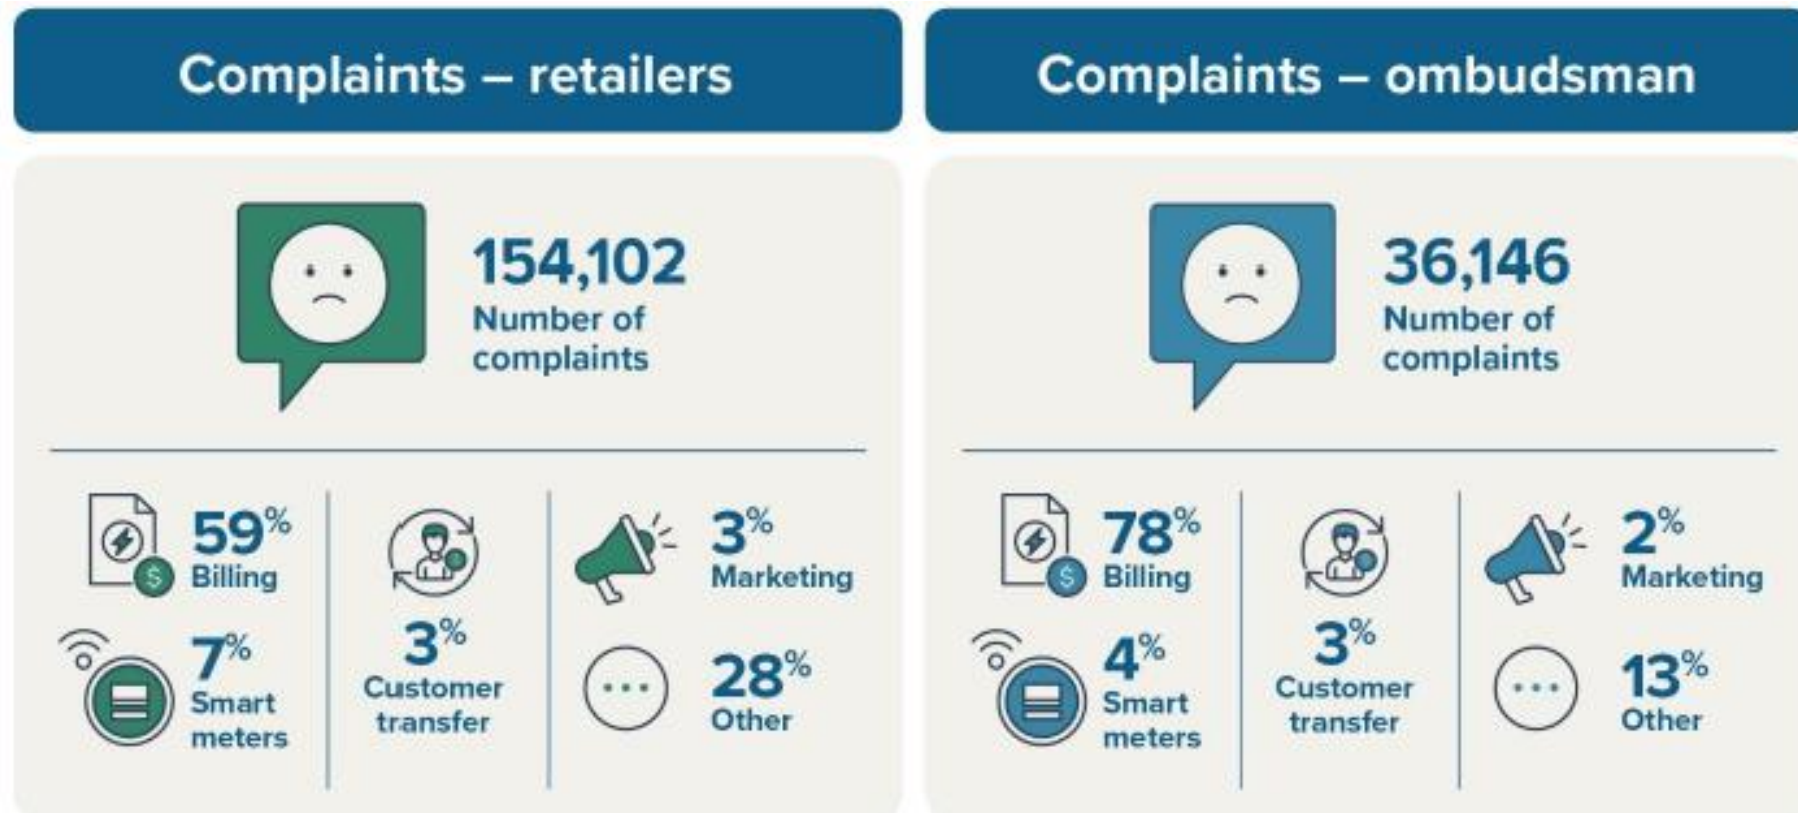 Complaints – retailers
154,102
Number of
complaints
59%
Billing
7%
Smart
meters
3%
Customer
transfer
3%
Marketing
28%
Other
Complaints – ombudsman
36,146
Number of
complaints
78%
Billing
4%
Smart
meters
3%
Customer
transfer
2%
Marketing
13%
Other